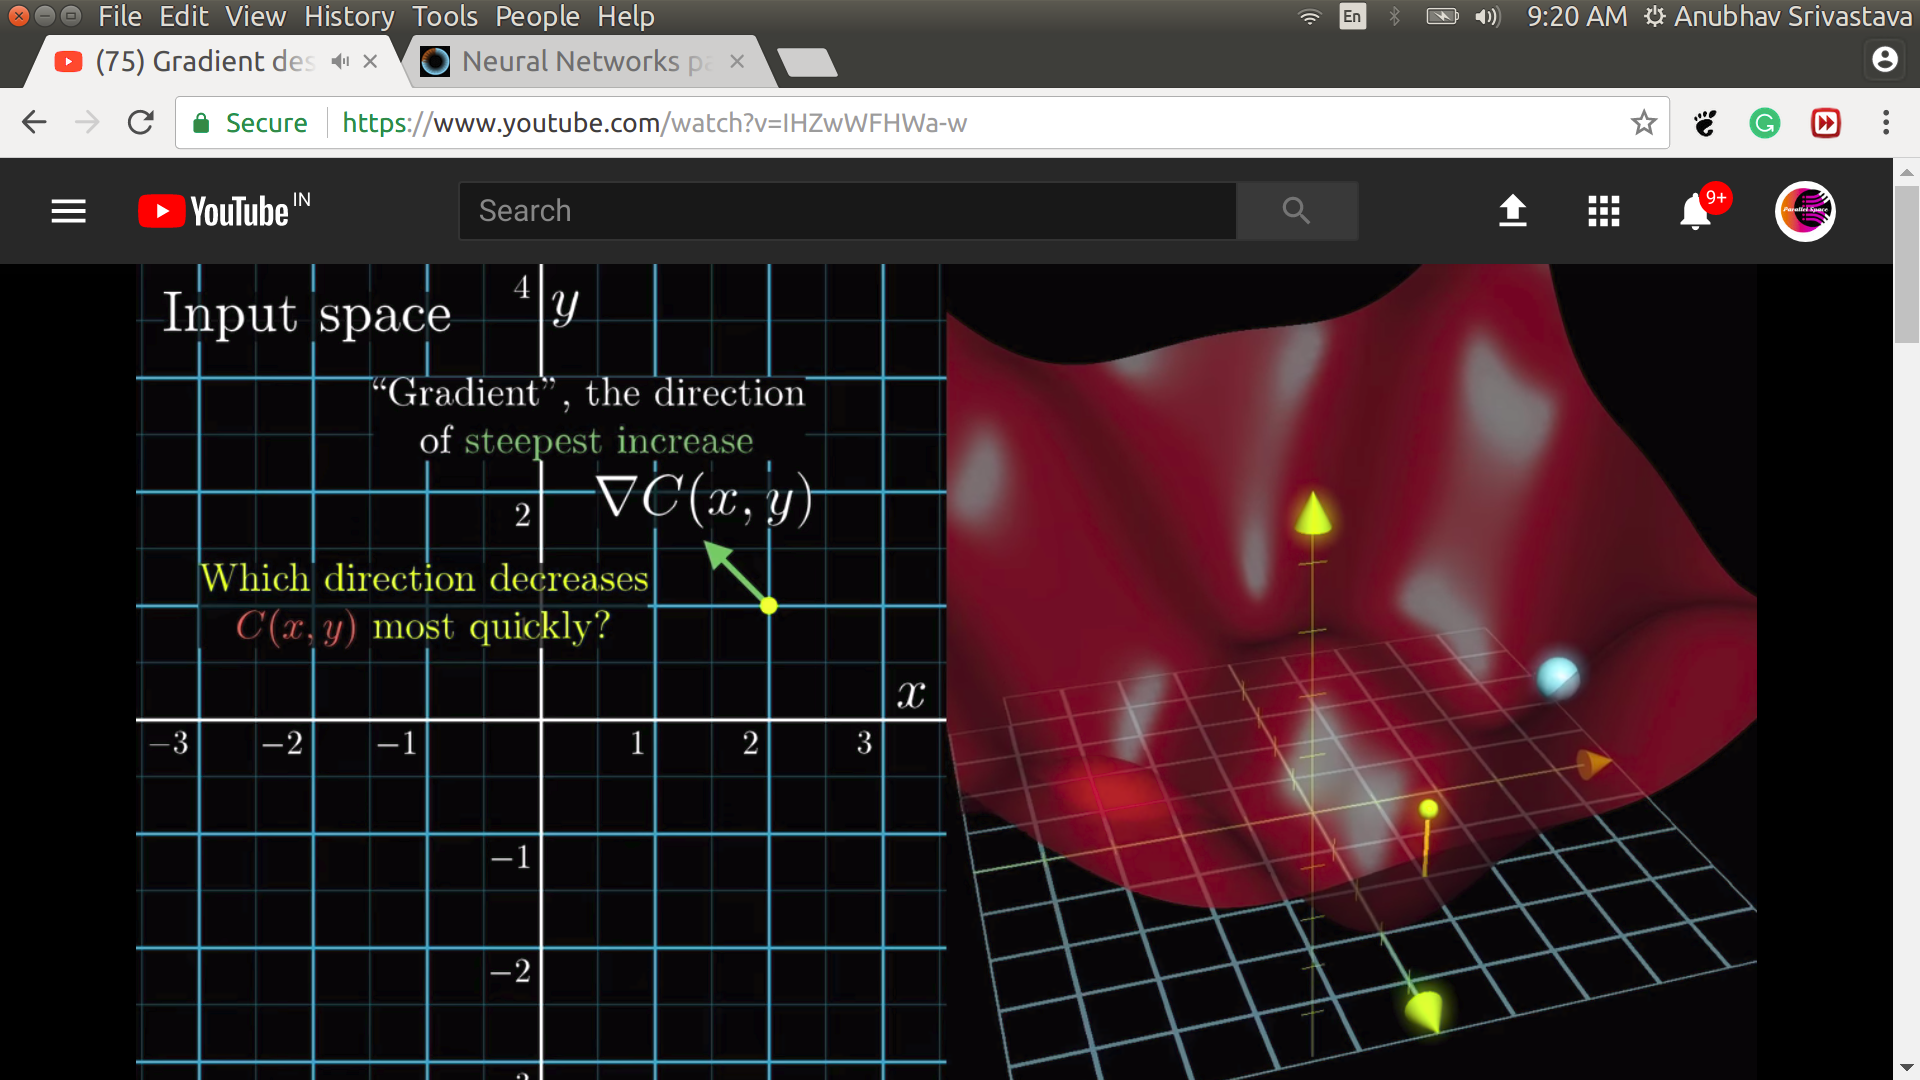 File Edit View History Tools People Help
En
9:20 AM
Anubhav Srivastava
(75) Gradient des
Neural Networks pa
Secure
https://www.youtube.com/watch?v=IHZwWFHWa-w
YouTube IN
Search
9+
Parallel Space
Input space
4
y
“Gradient”, the direction
of steepest increase
∇C(x, y)
2
Which direction decreases
C(x, y) most quickly?
x
−3 −2 −1 1 2 3
−1
−2